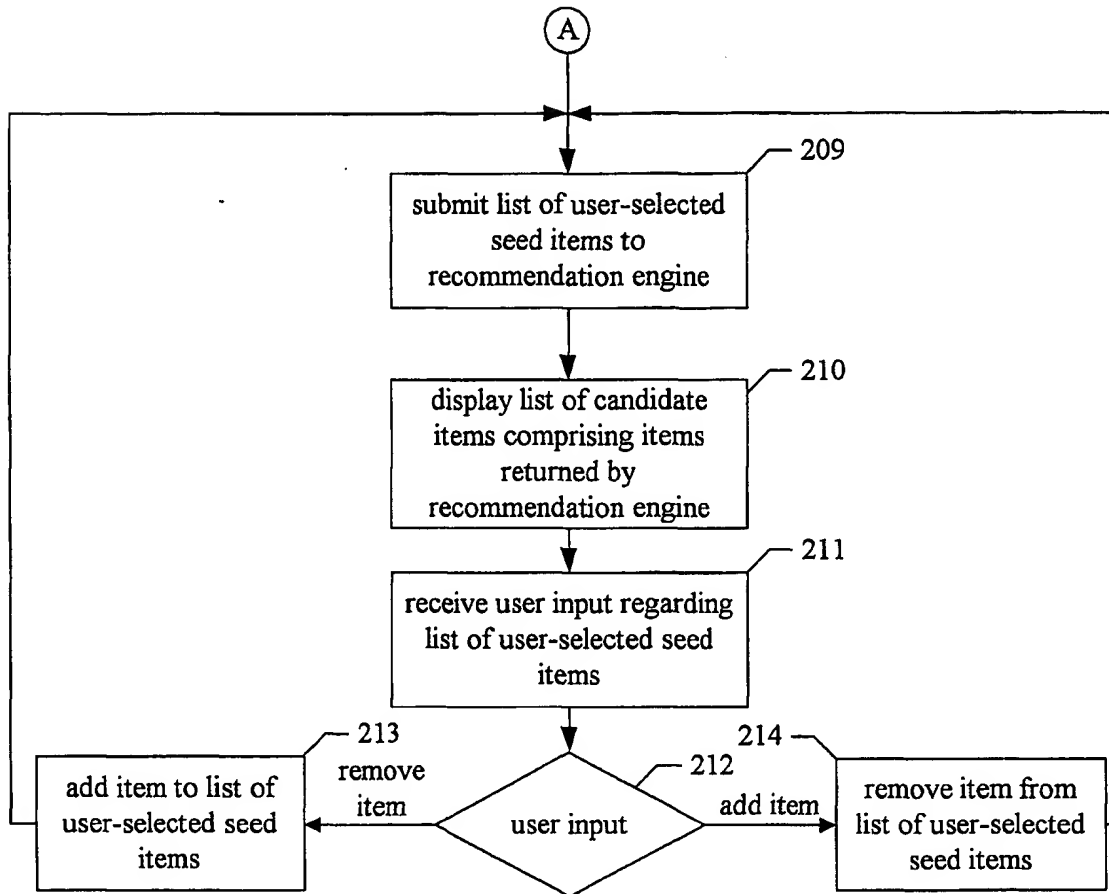 A
209
submit list of user-selected
seed items to
recommendation engine
210
display list of candidate
items comprising items
returned by
recommendation engine
211
receive user input regarding
list of user-selected seed
items
213
remove
item
add item to list of
user-selected seed
items
212
user input
add item
214
remove item from
list of user-selected
seed items